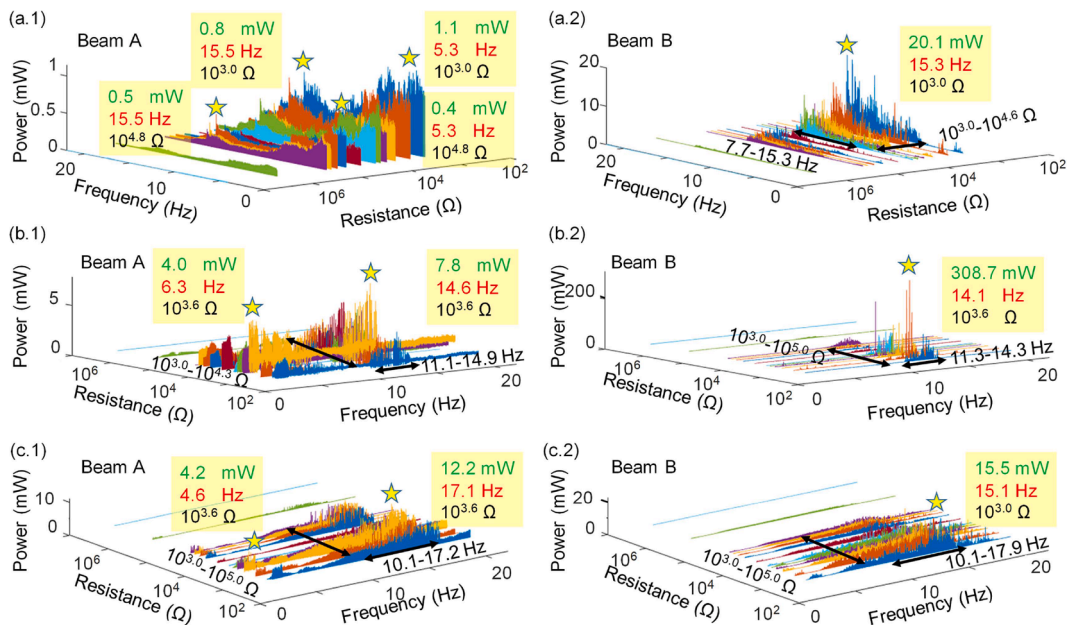 (a.1)
Beam A
0.8 mW
15.5 Hz
10^3.0 Ω
1.1 mW
5.3 Hz
10^3.0 Ω
0.5 mW
15.5 Hz
10^4.8 Ω
0.4 mW
5.3 Hz
10^4.8 Ω
Power (mW)
1
0.5
0
20
10
0
Frequency (Hz)
10^6
10^4
10^2
Resistance (Ω)
(a.2)
Beam B
20.1 mW
15.3 Hz
10^3.0 Ω
Power (mW)
20
10
0
7.7-15.3 Hz
10^3.0-10^4.6 Ω
20
10
0
Frequency (Hz)
10^6
10^4
10^2
Resistance (Ω)
(b.1)
Beam A
4.0 mW
6.3 Hz
10^3.6 Ω
7.8 mW
14.6 Hz
10^3.6 Ω
Power (mW)
5
0
10^3.0-10^4.3 Ω
11.1-14.9 Hz
10^6
10^4
10^2
Resistance (Ω)
0
10
20
Frequency (Hz)
(b.2)
Beam B
308.7 mW
14.1 Hz
10^3.6 Ω
Power (mW)
200
0
10^3.0-10^5.0 Ω
11.3-14.3 Hz
10^6
10^4
10^2
Resistance (Ω)
0
10
20
Frequency (Hz)
(c.1)
Beam A
4.2 mW
4.6 Hz
10^3.6 Ω
12.2 mW
17.1 Hz
10^3.6 Ω
Power (mW)
10
0
10^3.0-10^5.0 Ω
10.1-17.2 Hz
10^6
10^4
10^2
Resistance (Ω)
0
10
20
Frequency (Hz)
(c.2)
Beam B
15.5 mW
15.1 Hz
10^3.0 Ω
Power (mW)
20
0
10^3.0-10^5.0 Ω
10.1-17.9 Hz
10^6
10^4
10^2
Resistance (Ω)
0
10
20
Frequency (Hz)